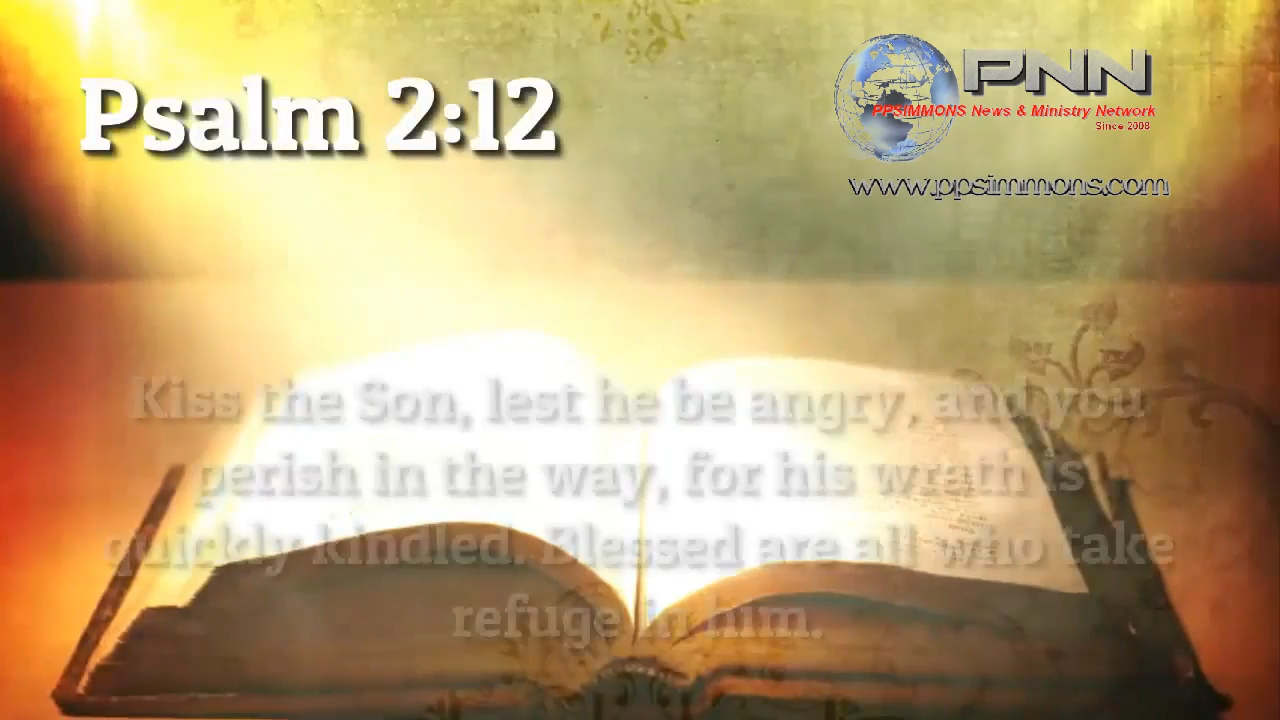 Psalm 2:12
PNN
PPSIMMONS News & Ministry Network
Since 2008
www.ppsimmons.com
Kiss the Son, lest he be angry, and you
perish in the way, for his wrath is
quickly kindled. Blessed are all who take
refuge in him.